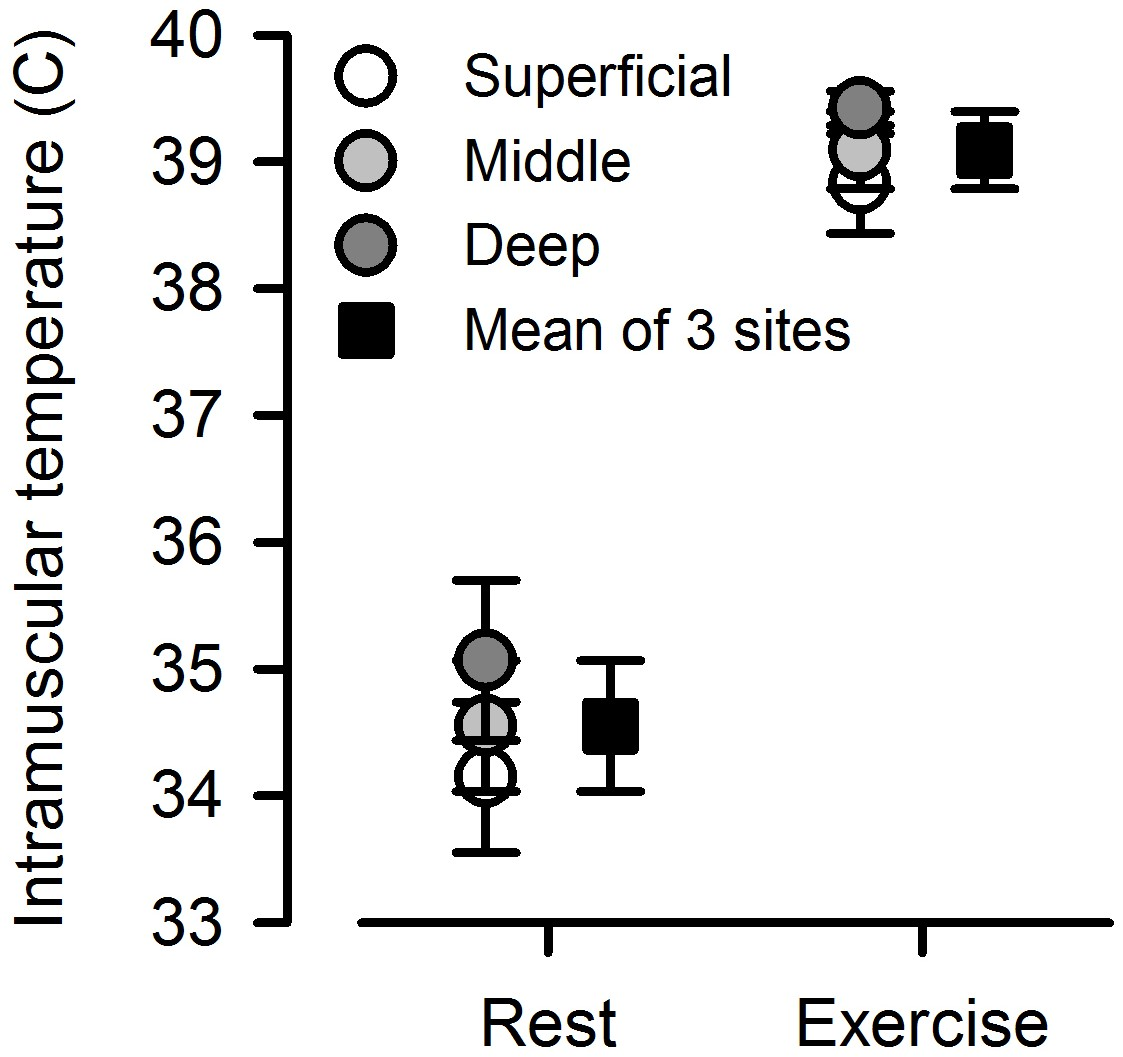 Intramuscular temperature (C)
40
39
38
37
36
35
34
33
Superficial
Middle
Deep
Mean of 3 sites
Rest
Exercise